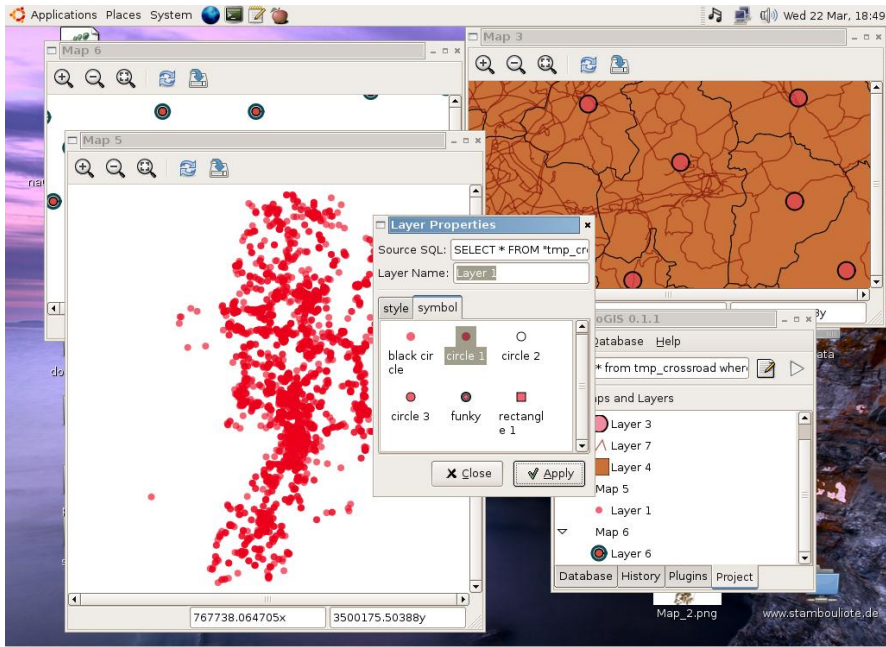 Applications Places System
Wed 22 Mar, 18:49
Map 6
Map 3
Map 5
Layer Properties
Source SQL: SELECT * FROM "tmp_cr
Layer Name: Layer 1
style symbol
black cir
cle
circle 1
circle 2
circle 3
funky
rectangl
e 1
Close
Apply
oGIS 0.1.1
Database Help
* from tmp_crossroad wher
aps and Layers
Layer 3
Layer 7
Layer 4
Map 5
Layer 1
Map 6
Layer 6
Database History Plugins Project
767738.064705x
3500175.50388y
Map_2.png
www.stambouliote.de